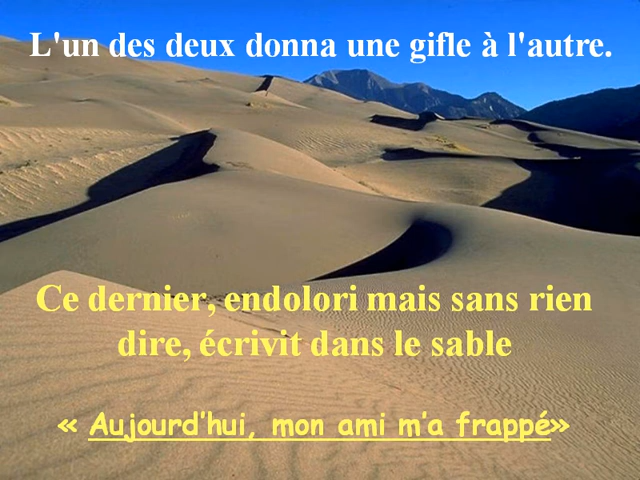 L'un des deux donna une gifle à l'autre.
Ce dernier, endolori mais sans rien
dire, écrivit dans le sable
« Aujourd'hui, mon ami m'a frappé»